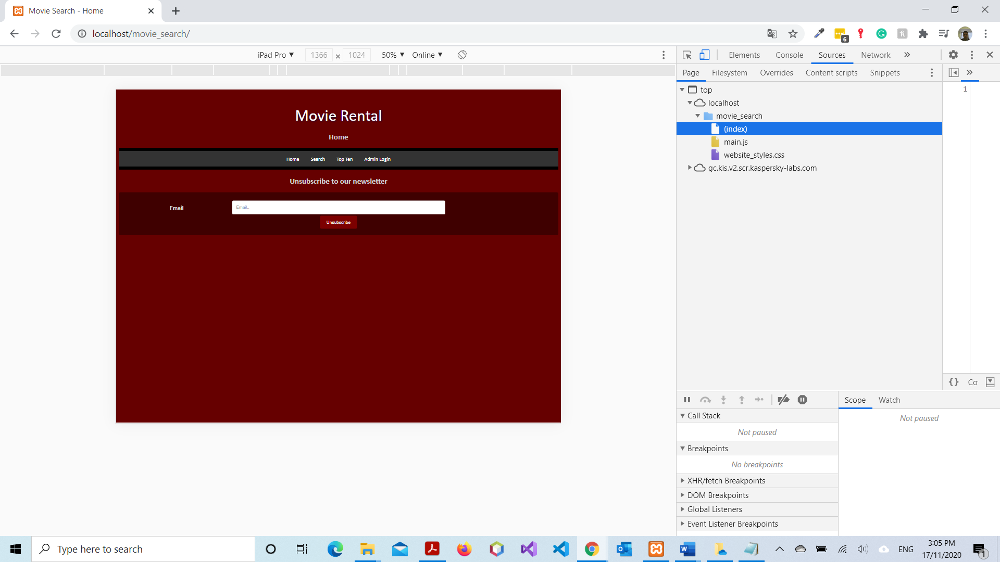 Movie Search - Home
localhost/movie_search/
6
iPad Pro ▼ 1366 × 1024 50% ▼ Online ▼
Elements Console Sources Network »
Page Filesystem Overrides Content scripts Snippets »
top
localhost
movie_search
(index)
main.js
website_styles.css
gc.kis.v2.scr.kaspersky-labs.com
1
Movie Rental
Home
Home Search Top Ten Admin Login
Unsubscribe to our newsletter
Email Email..
Unsubscribe
{}
Scope Watch
Not paused
Call Stack
Not paused
Breakpoints
No breakpoints
XHR/fetch Breakpoints
DOM Breakpoints
Global Listeners
Event Listener Breakpoints
Type here to search
ENG
3:05 PM
17/11/2020
1